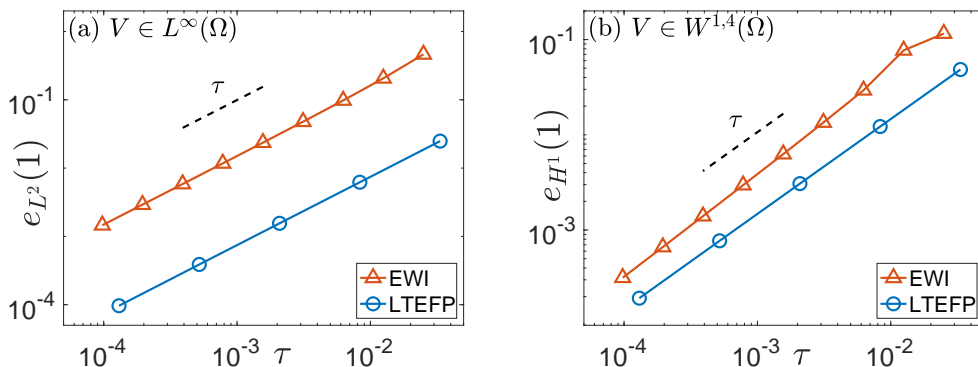 (a) V ∈ L^∞(Ω)
τ
10^-1
10^-4
e_{L^2}(1)
EWI
LTEFP
10^-4
10^-3
τ
10^-2
(b) V ∈ W^{1,4}(Ω)
τ
10^-1
10^-3
e_{H^1}(1)
EWI
LTEFP
10^-4
10^-3
τ
10^-2